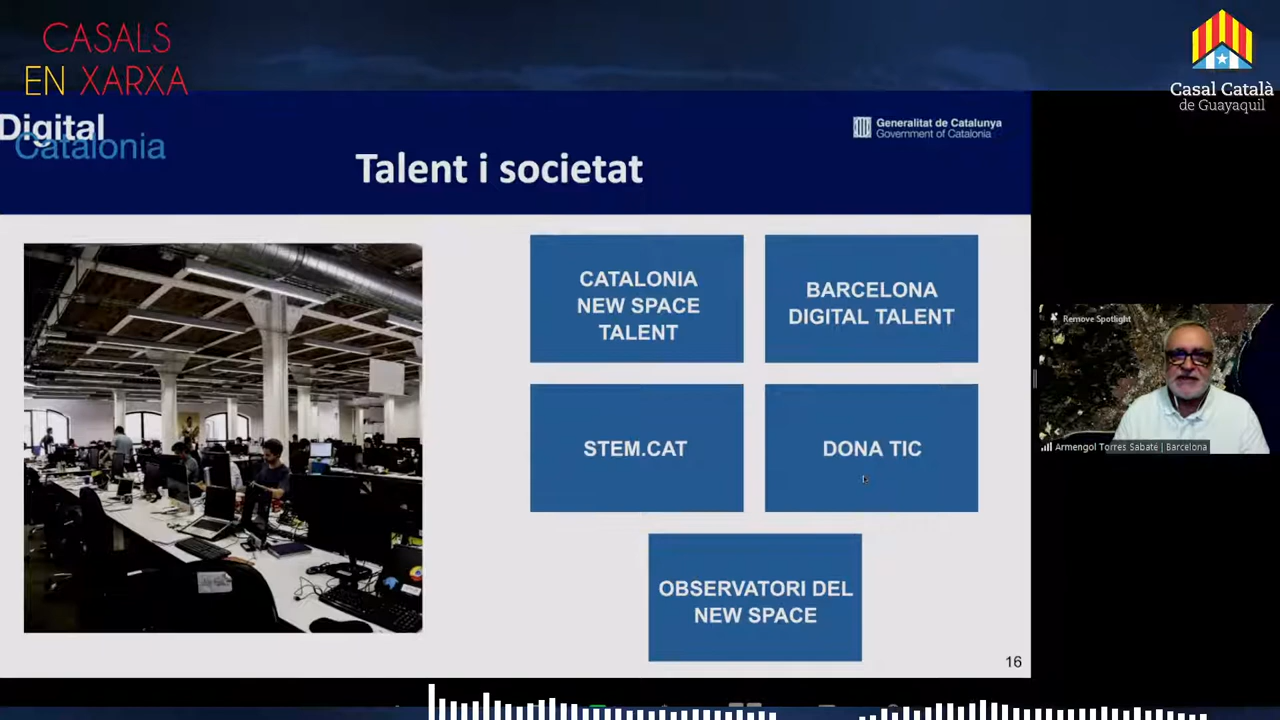 CASALS
EN XARXA
Casal Català
de Guayaquil
Digital
Catalonia
Generalitat de Catalunya
Government of Catalonia
Talent i societat
CATALONIA
NEW SPACE
TALENT
BARCELONA
DIGITAL TALENT
STEM.CAT
DONA TIC
OBSERVATORI DEL
NEW SPACE
16
Remove Spotlight
Armengol Torres Sabaté | Barcelona